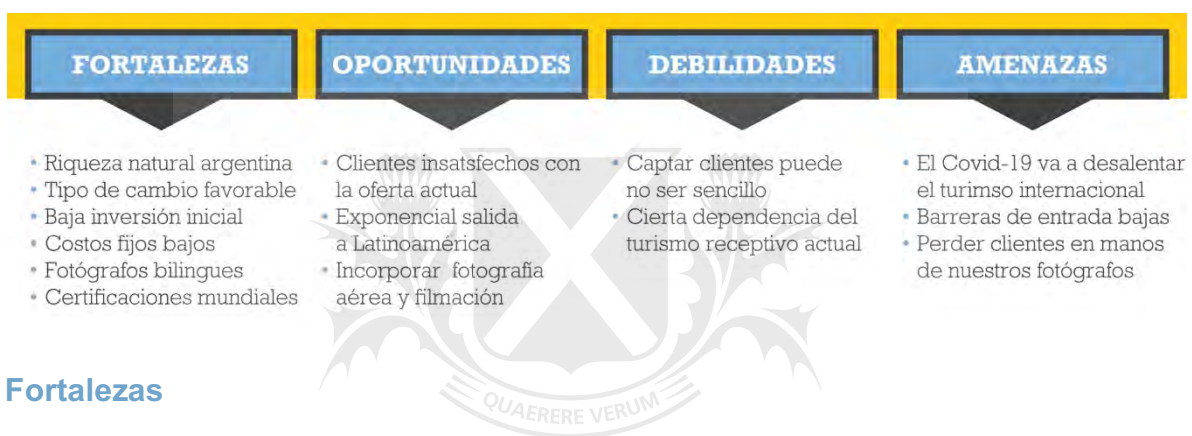 FORTALEZAS
• Riqueza natural argentina
• Tipo de cambio favorable
• Baja inversión inicial
• Costos fijos bajos
• Fotógrafos bilingues
• Certificaciones mundiales
OPORTUNIDADES
• Clientes insatsfechos con
la oferta actual
• Exponencial salida
a Latinoamérica
• Incorporar fotografía
aérea y filmación
DEBILIDADES
• Captar clientes puede
no ser sencillo
• Cierta dependencia del
turismo receptivo actual
AMENAZAS
• El Covid-19 va a desalentar
el turimso internacional
• Barreras de entrada bajas
• Perder clientes en manos
de nuestros fotógrafos
Fortalezas
QUAERERE VERUM